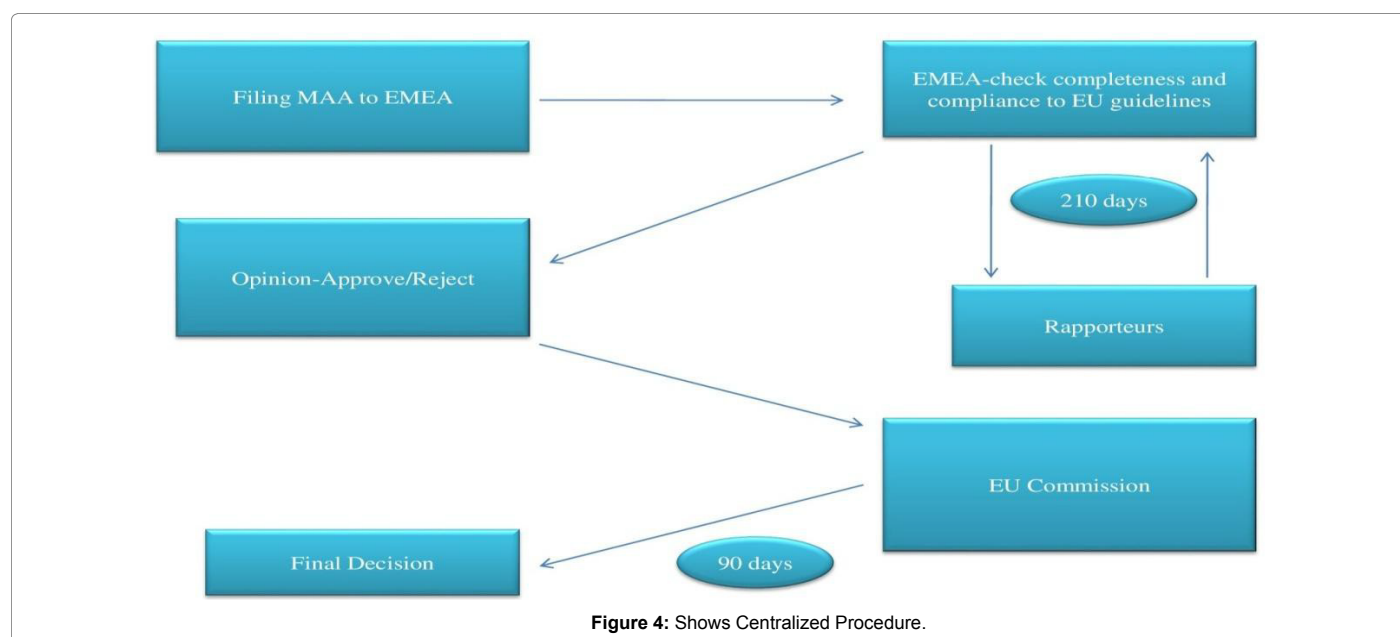 Filing MAA to EMEA
EMEA-check completeness and
compliance to EU guidelines
210 days
Opinion-Approve/Reject
Rapporteurs
EU Commission
Final Decision
90 days
Figure 4: Shows Centralized Procedure.